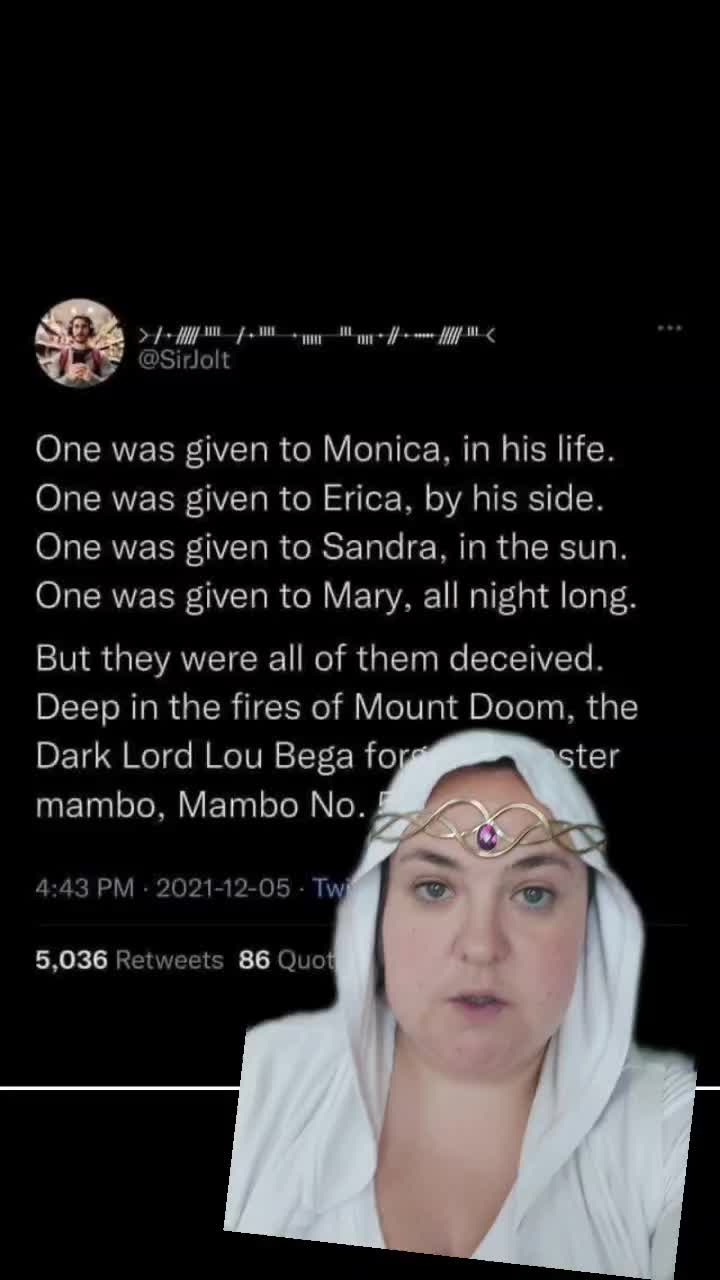 @SirJolt
One was given to Monica, in his life.
One was given to Erica, by his side.
One was given to Sandra, in the sun.
One was given to Mary, all night long.
But they were all of them deceived.
Deep in the fires of Mount Doom, the
Dark Lord Lou Bega
mambo, Mambo No.
4:43 PM · 2021-12-05 ·
5,036 Retweets 86